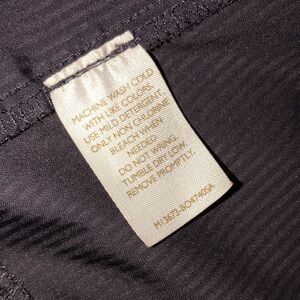 MACHINE WASH COLD
WITH LIKE COLORS.
USE MILD DETERGENT.
ONLY NON CHLORINE
BLEACH WHEN
NEEDED.
DO NOT WRING.
TUMBLE DRY LOW.
REMOVE PROMPTLY.
M13673-BO4740SA